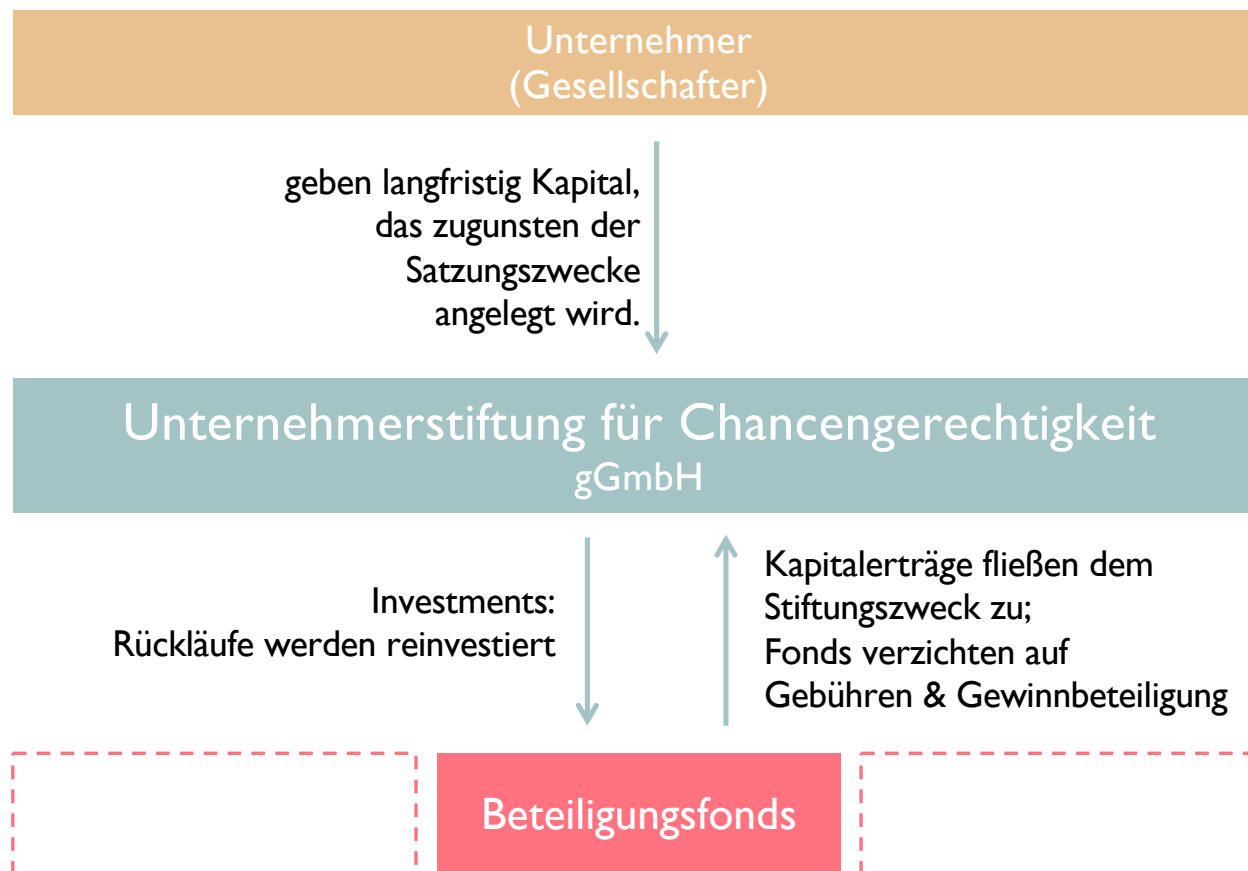 Unternehmer
(Gesellschafter)
geben langfristig Kapital,
das zugunsten der
Satzungszwecke
angelegt wird.
Unternehmerstiftung für Chancengerechtigkeit
gGmbH
Investments:
Rückläufe werden reinvestiert
Kapitalerträge fließen dem
Stiftungszweck zu;
Fonds verzichten auf
Gebühren & Gewinnbeteiligung
Beteiligungsfonds